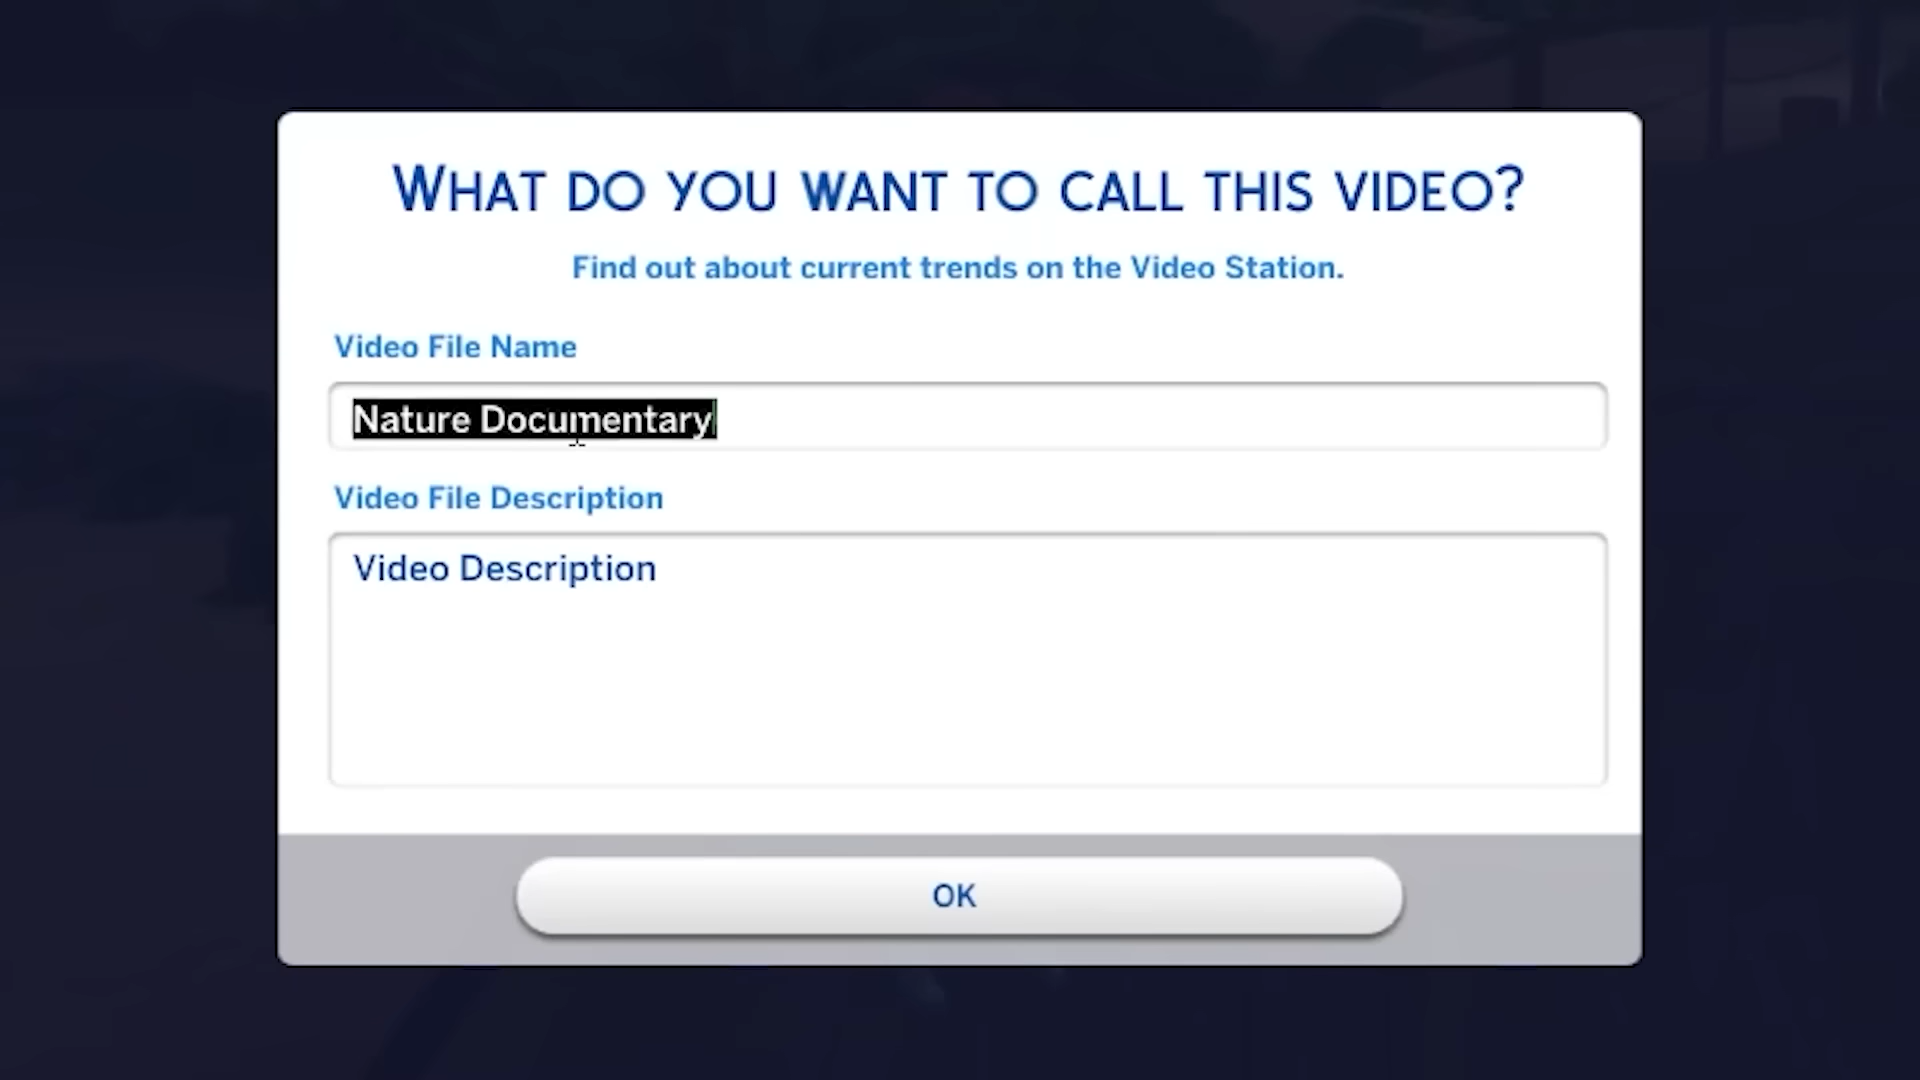 WHAT DO YOU WANT TO CALL THIS VIDEO?
Find out about current trends on the Video Station.
Video File Name
Nature Documentary
Video File Description
Video Description
OK